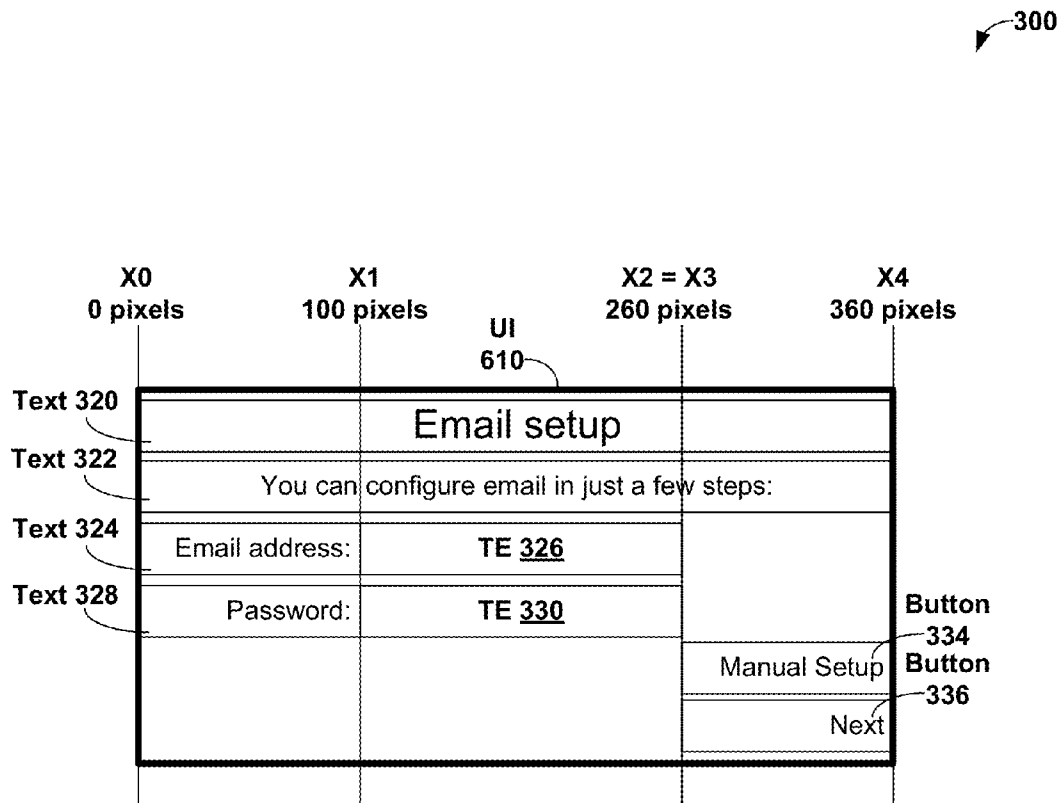 300
X0 X1 X2 = X3 X4
0 pixels 100 pixels 260 pixels 360 pixels
UI
610
Text 320
Email setup
Text 322
You can configure email in just a few steps:
Text 324
Email address: TE 326
Text 328
Password: TE 330
Button
334
Manual Setup
Button
336
Next